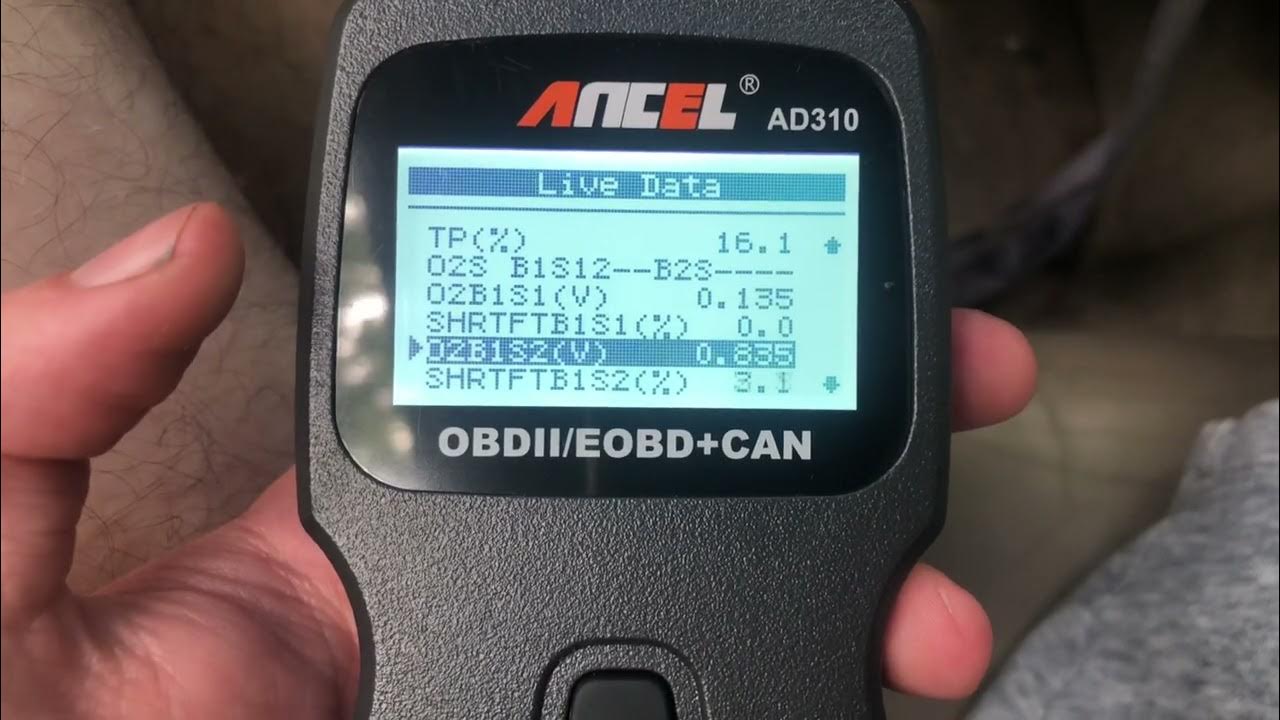 ANCEL®
AD310
Live Data
TP(%) 16.1
O2S B1S12--B2S----
O2B1S1(V) 0.135
SHRTFTB1S1(%) 0.0
O2B1S2(V) 0.835
SHRTFTB1S2(%) 3.1
OBDII/EOBD+CAN